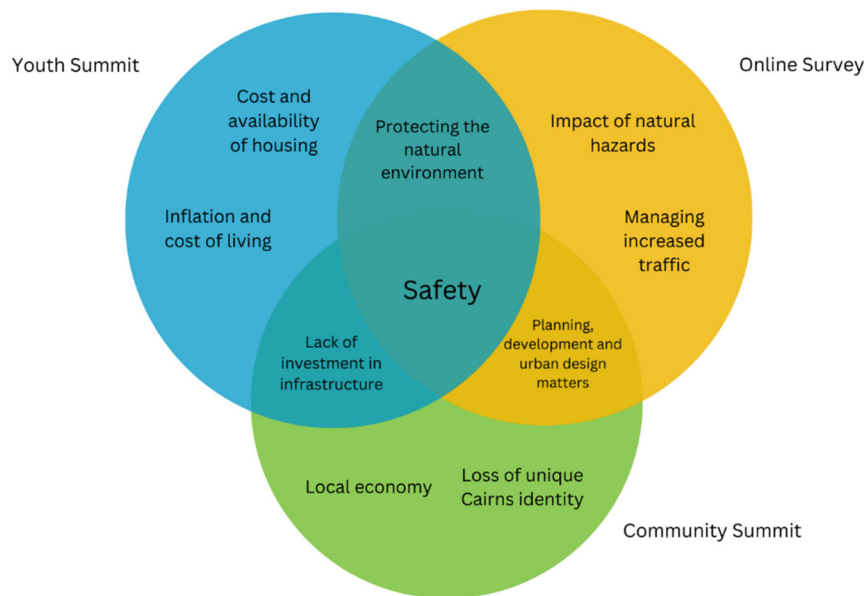 Youth Summit
Online Survey
Cost and
availability
of housing
Protecting the
natural
environment
Impact of natural
hazards
Inflation and
cost of living
Managing
increased
traffic
Safety
Lack of
investment in
infrastructure
Planning,
development and
urban design
matters
Local economy
Loss of unique
Cairns identity
Community Summit